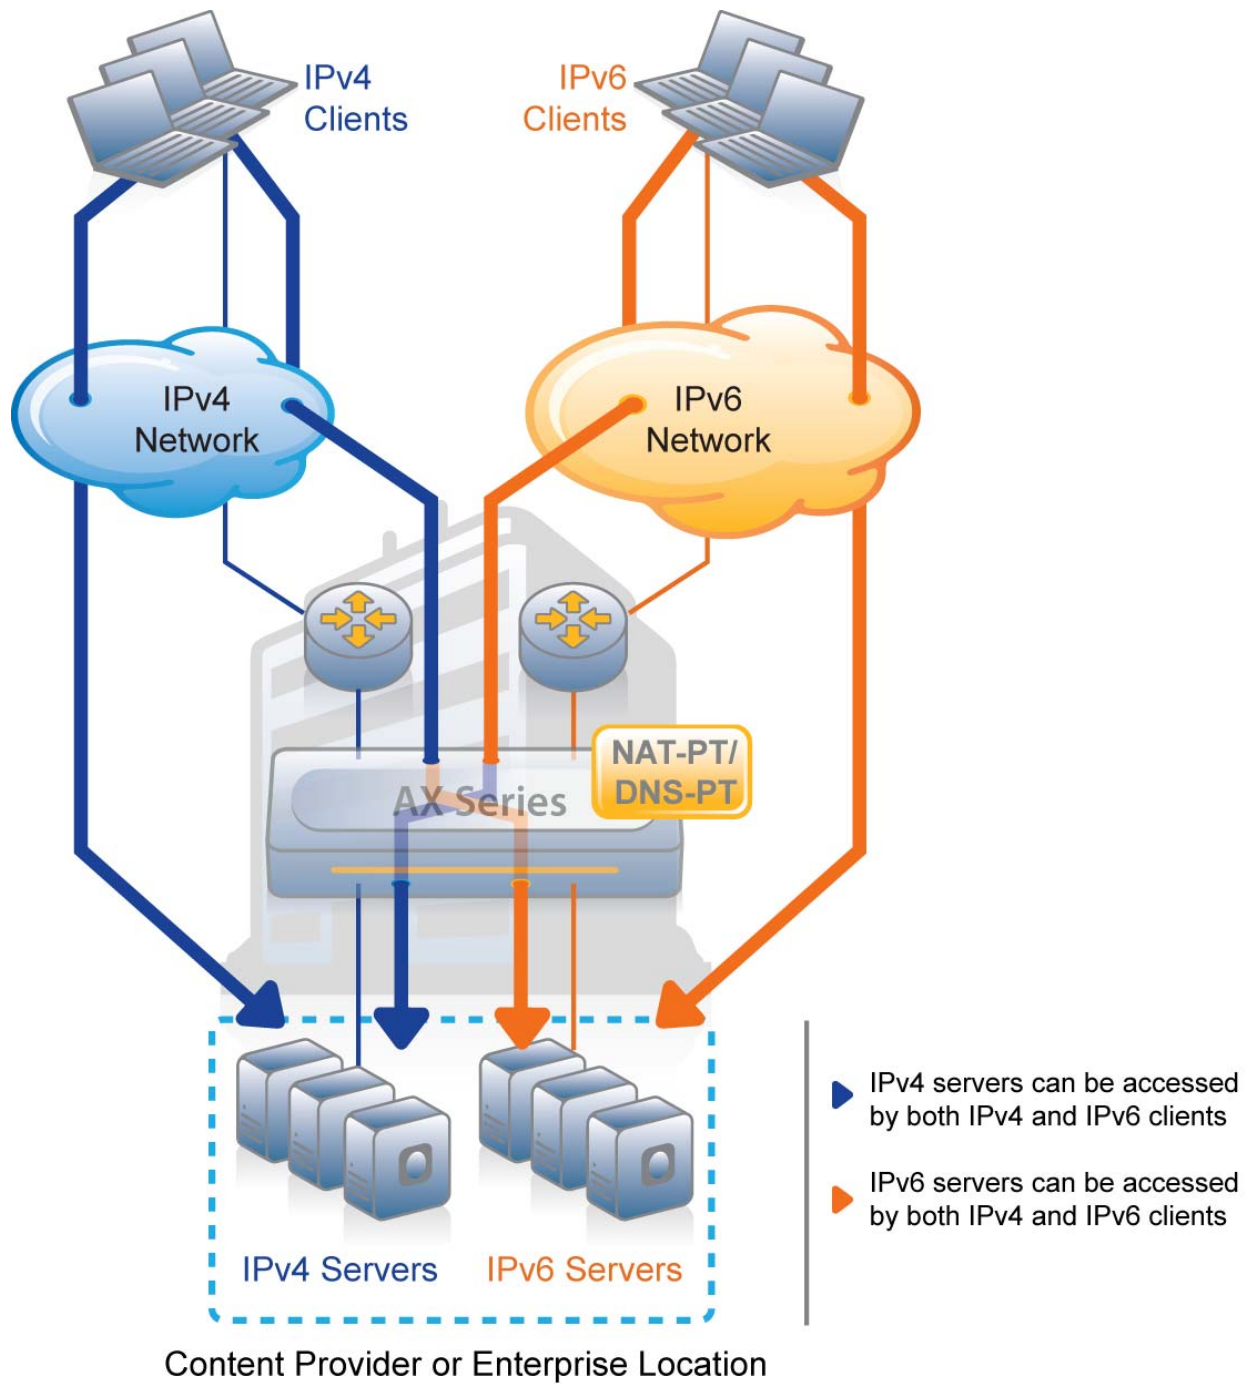 IPv4
Clients
IPv6
Clients
IPv4
Network
IPv6
Network
NAT-PT/
DNS-PT
AX Series
IPv4 servers can be accessed
by both IPv4 and IPv6 clients
IPv6 servers can be accessed
by both IPv4 and IPv6 clients
IPv4 Servers
IPv6 Servers
Content Provider or Enterprise Location